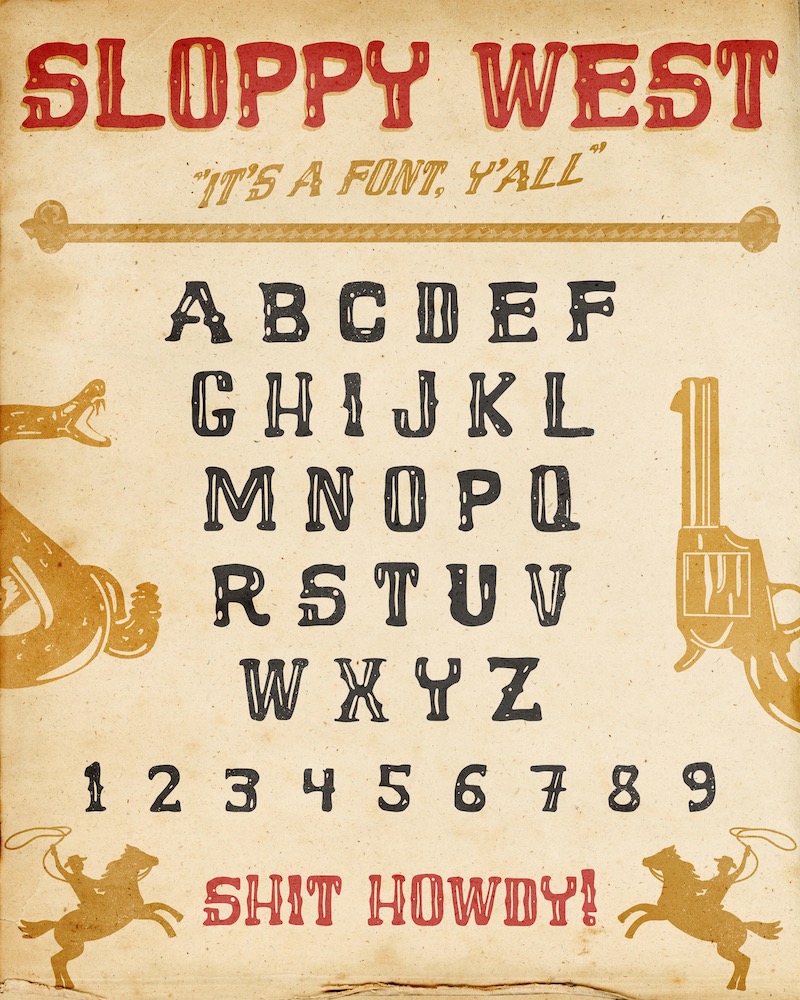 SLOPPY WEST
"IT'S A FONT, Y'ALL"
A B C D E F
G H I J K L
M N O P Q
R S T U V
W X Y Z
1 2 3 4 5 6 7 8 9
SHIT HOWDY!